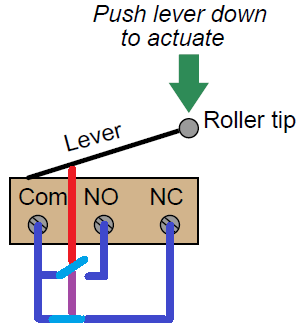 Push lever down
to actuate
Roller tip
Lever
Com NO NC